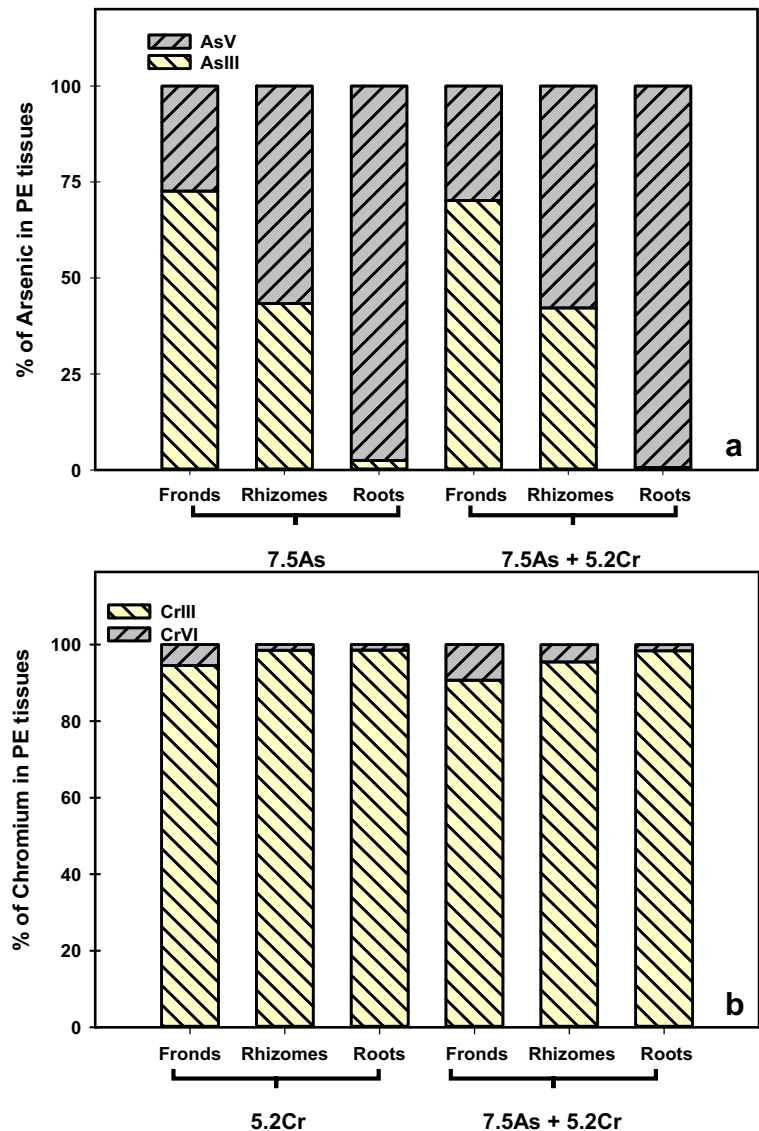 AsV
AsIII
100
75
50
25
0
% of Arsenic in PE tissues
a
Fronds Rhizomes Roots Fronds Rhizomes Roots
7.5As 7.5As + 5.2Cr
CrIII
CrVI
100
80
60
40
20
0
% of Chromium in PE tissues
b
Fronds Rhizomes Roots Fronds Rhizomes Roots
5.2Cr 7.5As + 5.2Cr